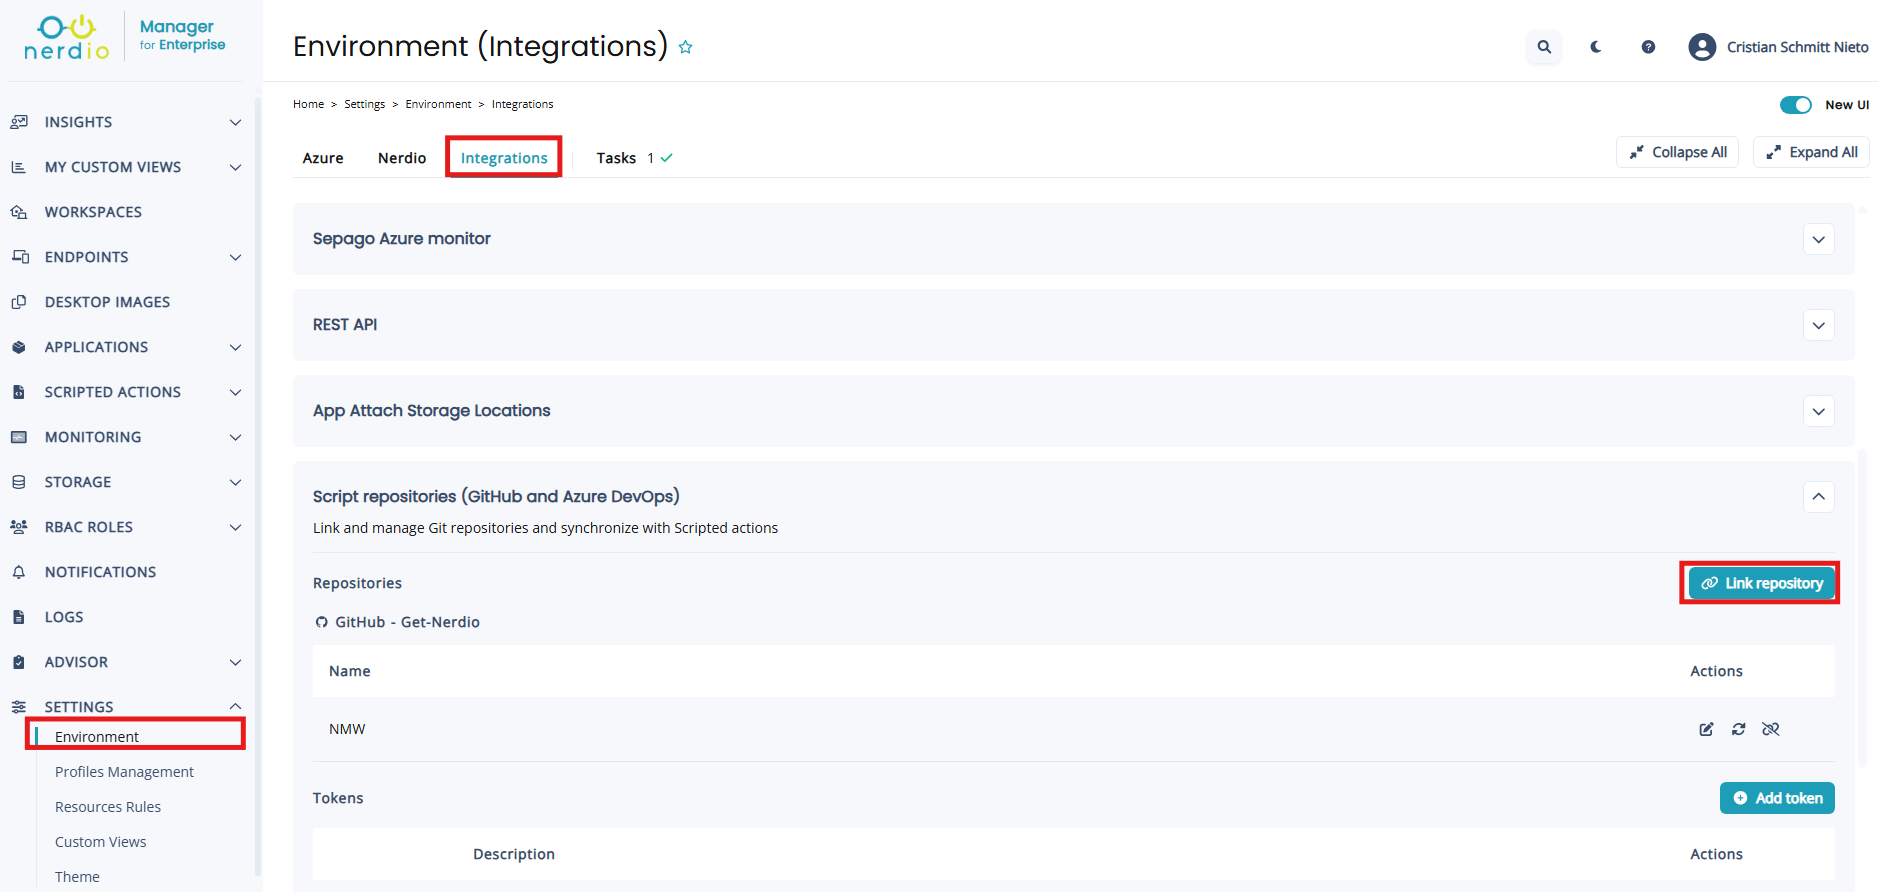 nerdio
Manager
for Enterprise
Environment (Integrations)
Cristian Schmitt Nieto
Home > Settings > Environment > Integrations
New UI
Azure Nerdio Integrations Tasks 1
Collapse All Expand All
INSIGHTS
MY CUSTOM VIEWS
WORKSPACES
ENDPOINTS
DESKTOP IMAGES
APPLICATIONS
SCRIPTED ACTIONS
MONITORING
STORAGE
RBAC ROLES
NOTIFICATIONS
LOGS
ADVISOR
SETTINGS
Environment
Profiles Management
Resources Rules
Custom Views
Theme
Sepago Azure monitor
REST API
App Attach Storage Locations
Script repositories (GitHub and Azure DevOps)
Link and manage Git repositories and synchronize with Scripted actions
Repositories
Link repository
GitHub - Get-Nerdio
Name Actions
NMW
Tokens
Add token
Description Actions